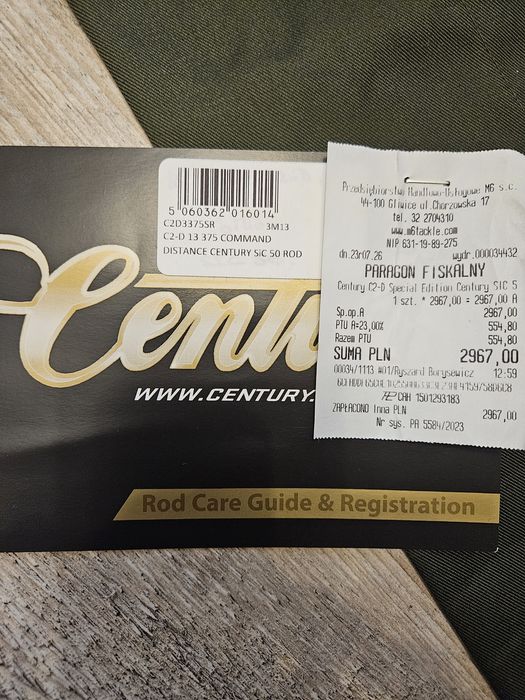 5 060362 016014
C2D3375SR 3M13
C2-D 13 375 COMMAND
DISTANCE CENTURY SiC 50 ROD
Centu
WWW.CENTURY.
Rod Care Guide & Registration
Przedsiębiorstwo Handlowo-Usługowe M6 s.c.
44-100 Gliwice ul.Chorzowska 17
tel. 32 2704310
www.m6tackle.com
NIP 631-19-89-275
dn.23r07.26 wydr.000034432
PARAGON FISKALNY
Century C2-D Special Edition Century SIC 5
1 szt. * 2967,00 = 2967,00 A
Sp.op.A 2967,00
PTU A=23,00% 554,80
Razem PTU 554,80
SUMA PLN 2967,00
00034/1113 #01/Ryszard Borysewicz 12:59
CAH 1501293183
ZAPŁACONO Inna PLN 2967,00
Nr sys. PA 5584/2023